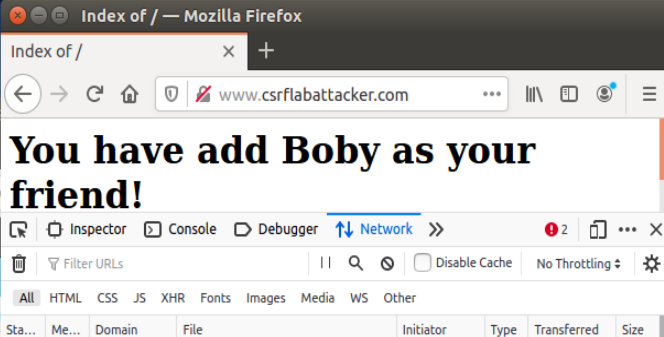 Index of / — Mozilla Firefox
Index of /
www.csrflabattacker.com
You have add Boby as your
friend!
Inspector Console Debugger Network 2
Filter URLs Disable Cache No Throttling
All HTML CSS JS XHR Fonts Images Media WS Other
Sta... Me... Domain File Initiator Type Transferred Size